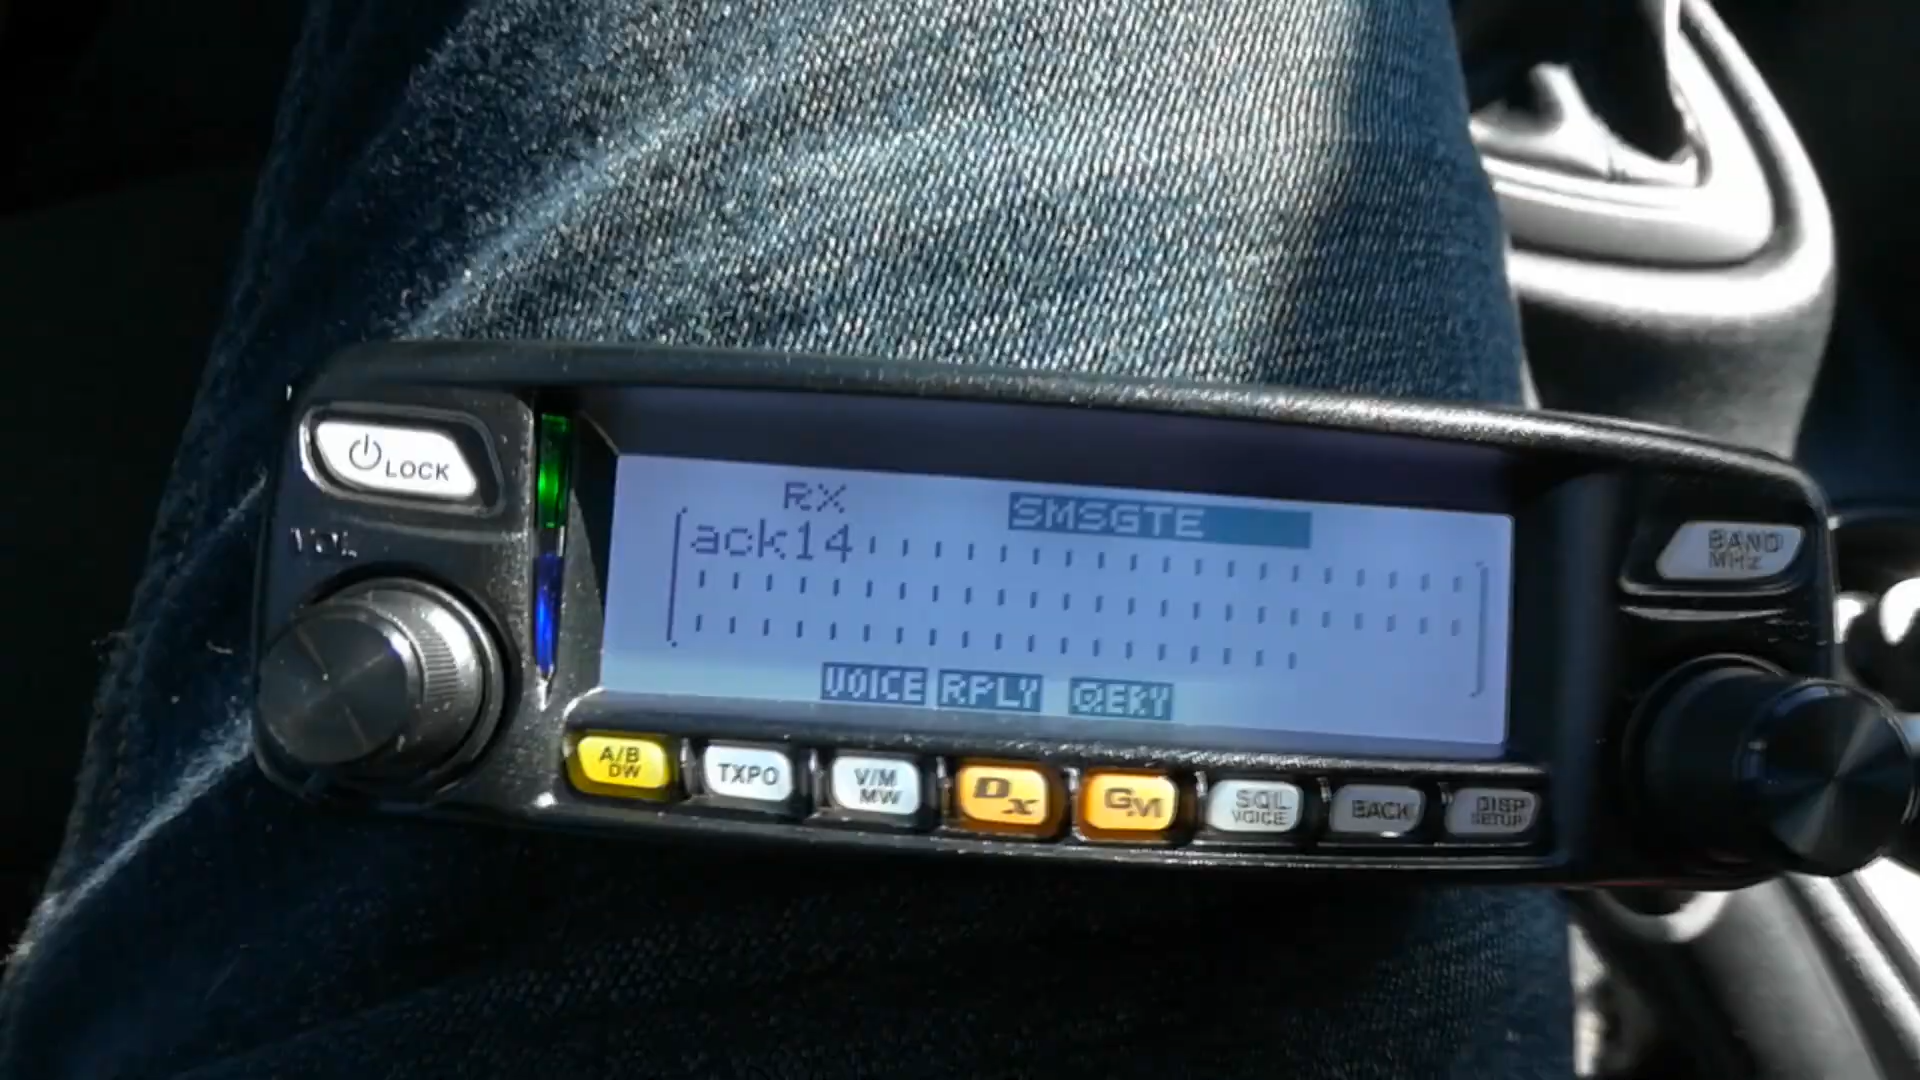 LOCK
VOL
RX SMSGTE
ack14
VOICE RPLY QERY
BAND
MHz
A/B
DW
TXPO
V/M
MW
DX
GM
SQL
VOICE
BACK
DISP
SETUP